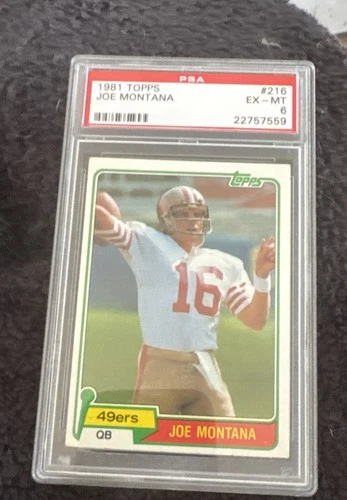 PSA
1981 TOPPS #216
JOE MONTANA EX-MT
6
22757559
Topps
16
49ers
QB
JOE MONTANA